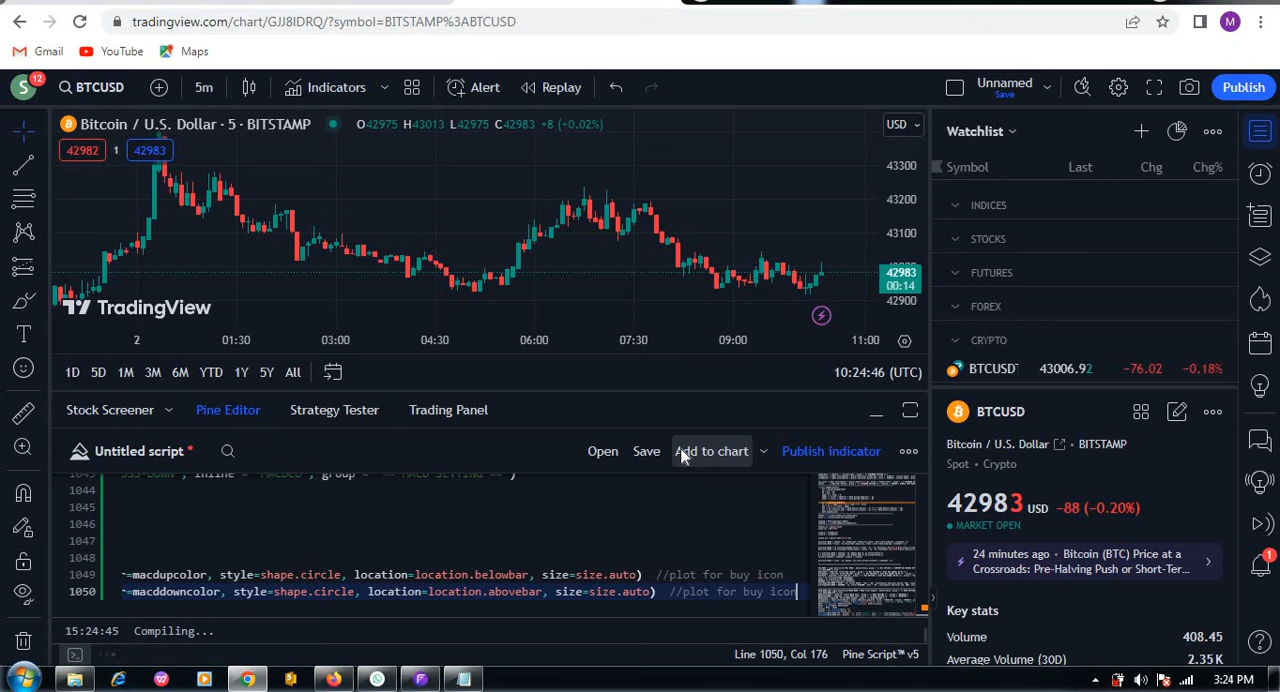 tradingview.com/chart/GJJ8IDRQ/?symbol=BITSTAMP%3ABTCUSD
M
Gmail YouTube Maps
S 12 BTCUSD 5m Indicators Alert Replay Unnamed Save Publish
Bitcoin / U.S. Dollar · 5 · BITSTAMP O42975 H43013 L42975 C42983 +8 (+0.02%) USD
42982 1 42983
43300
43200
43100
42983
00:14
42900
TradingView
2 01:30 03:00 04:30 06:00 07:30 09:00 11:00
1D 5D 1M 3M 6M YTD 1Y 5Y All 10:24:46 (UTC)
Stock Screener Pine Editor Strategy Tester Trading Panel
Untitled script * Open Save Add to chart Publish indicator
1044
1045
1046
1047
1048
1049 =macdupcolor, style=shape.circle, location=location.belowbar, size=size.auto) //plot for buy icon
1050 =macddowncolor, style=shape.circle, location=location.abovebar, size=size.auto) //plot for buy icon
15:24:45 Compiling...
Line 1050, Col 176 Pine Script™ v5
Watchlist
Symbol Last Chg Chg%
INDICES
STOCKS
FUTURES
FOREX
CRYPTO
BTCUSD 43006.92 −76.02 −0.18%
BTCUSD
Bitcoin / U.S. Dollar BITSTAMP
Spot • Crypto
42983 USD −88 (−0.20%)
MARKET OPEN
24 minutes ago • Bitcoin (BTC) Price at a
Crossroads: Pre-Halving Push or Short-Ter...
1
Key stats
Volume 408.45
Average Volume (30D) 2.35K
3:24 PM